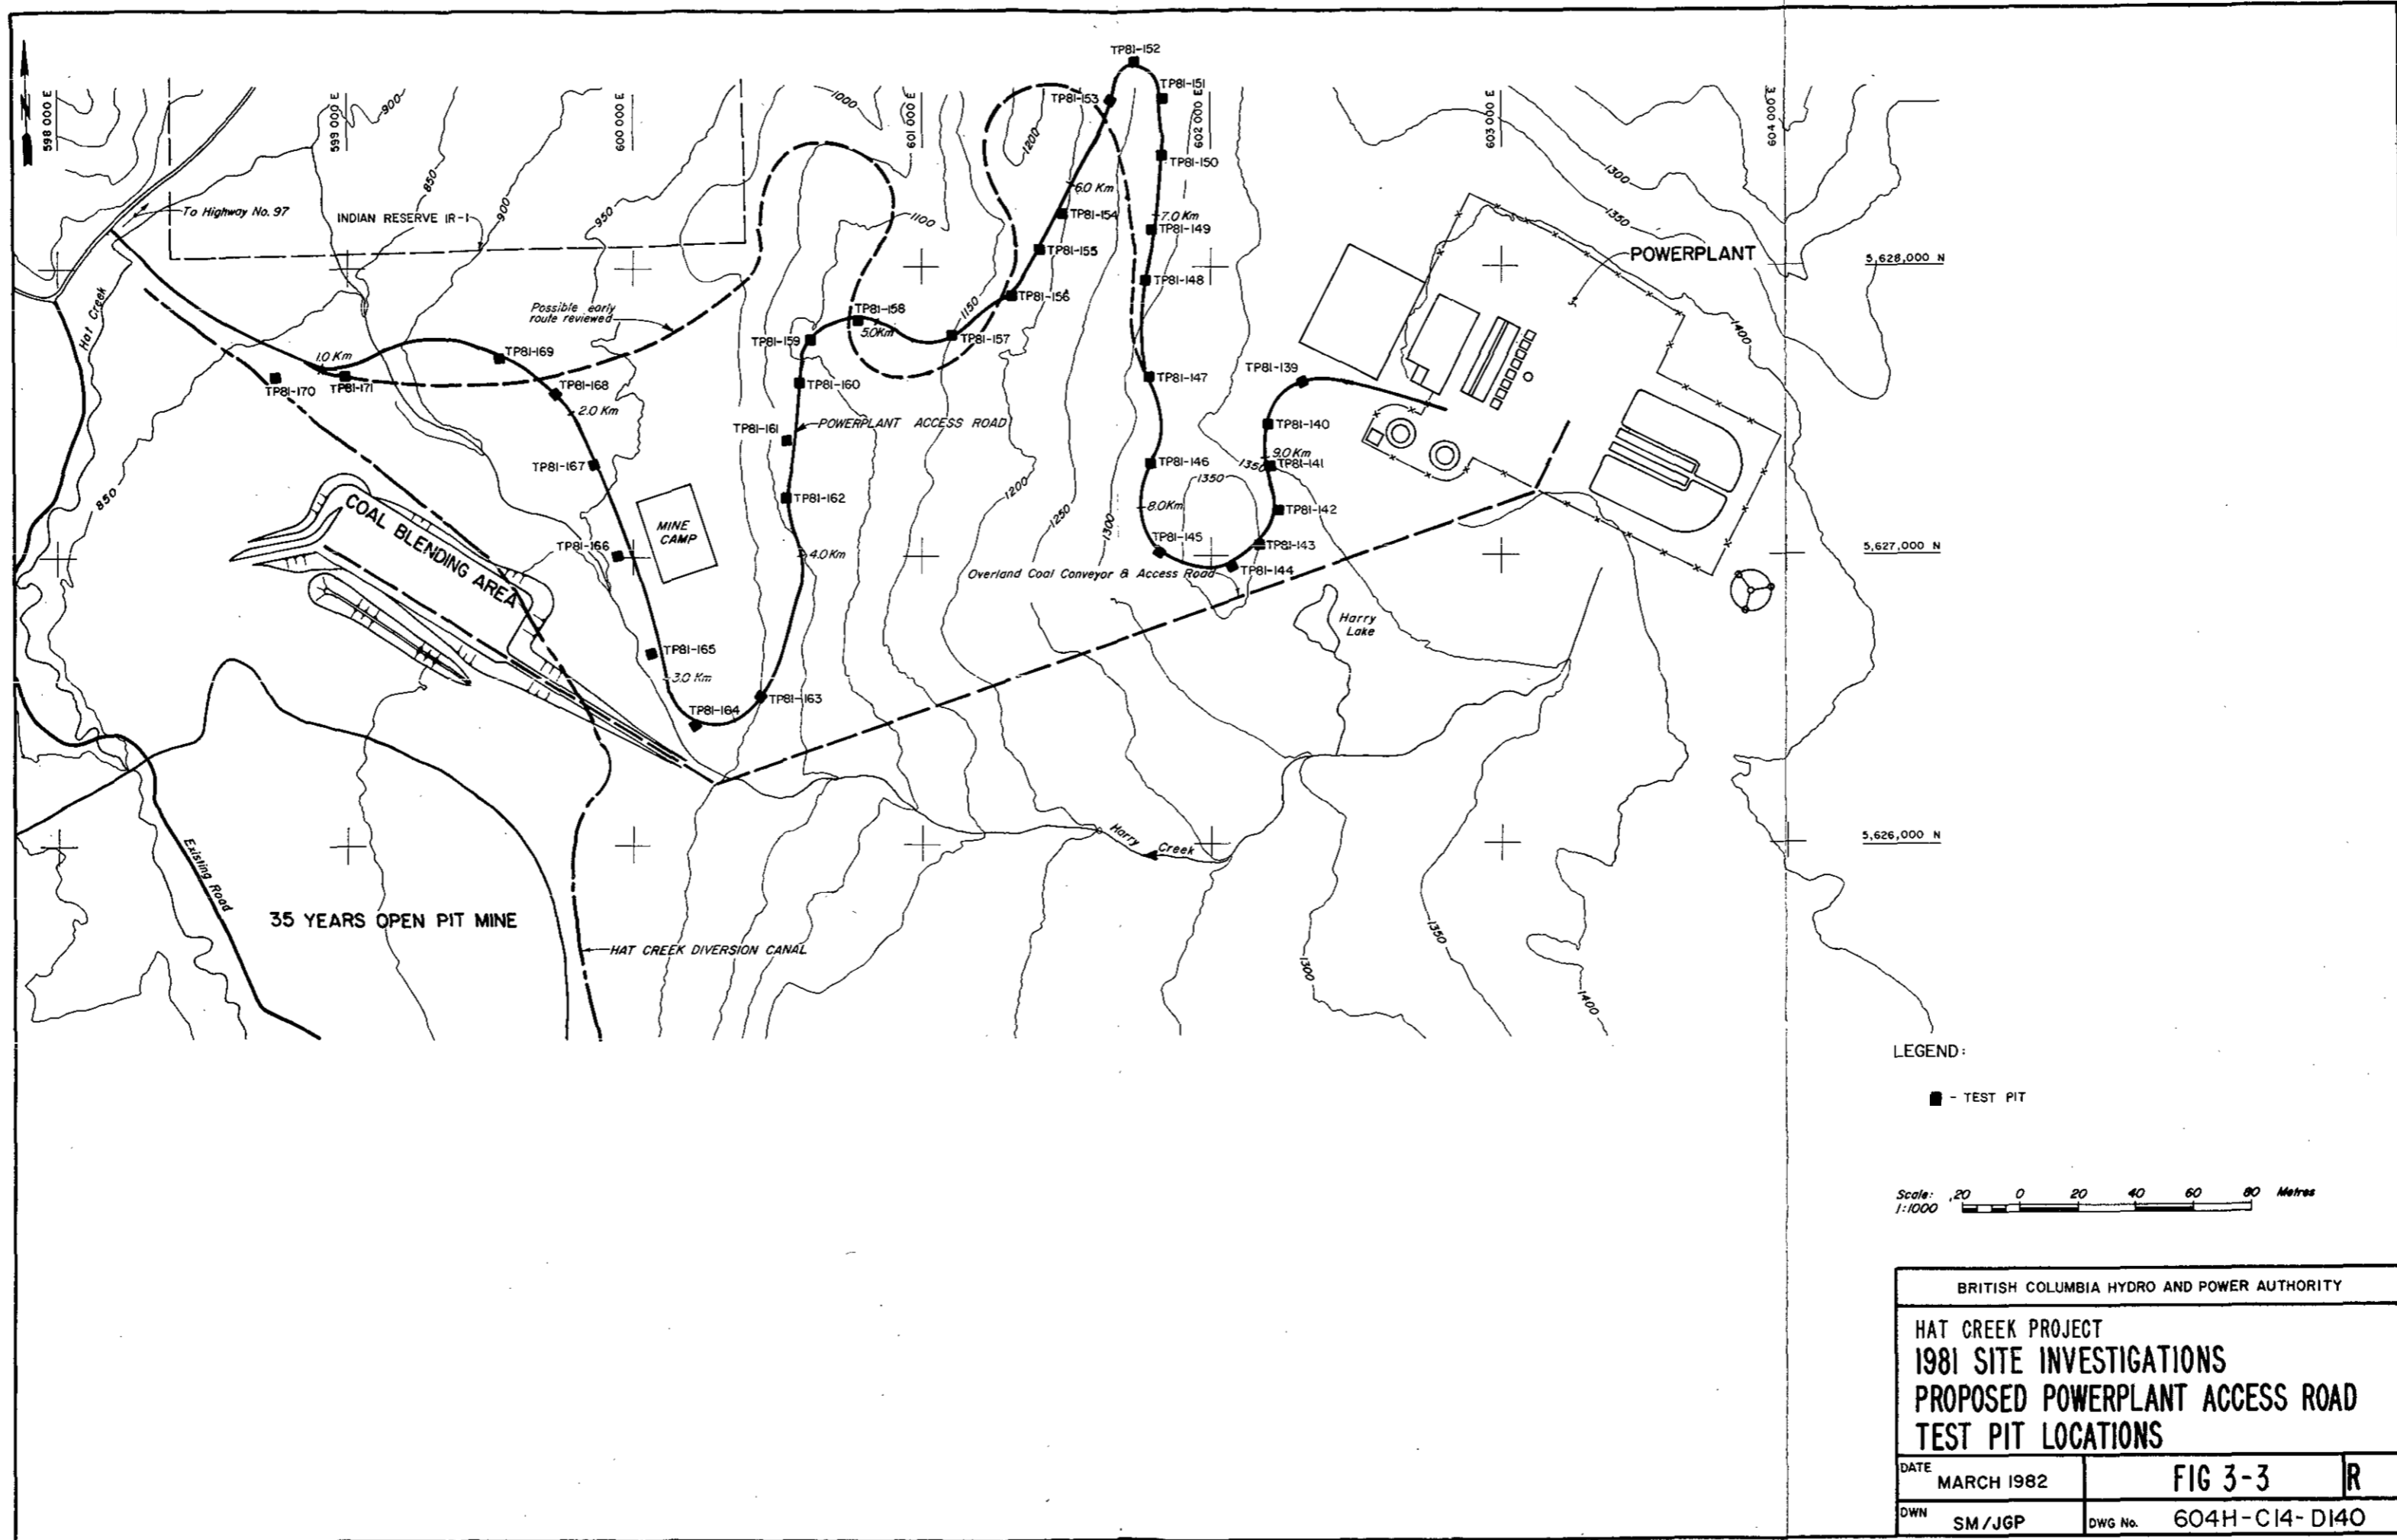 TP81-152
TP81-151
TP81-153
598 000 E
599 000 E
600 000 E
601 000 E
602 000 E
603 000 E
604 000 E
900
1000
1200
1300
TP81-150
850
6.0 Km
To Highway No. 97
INDIAN RESERVE IR-1
900
950
1100
TP81-154
7.0 Km
1350
TP81-149
TP81-155
POWERPLANT
5,628,000 N
TP81-148
Hat Creek
Possible early
route reviewed
TP81-156
1150
TP81-158
5.0Km
1400
TP81-159
TP81-157
1.0 Km
TP81-169
TP81-170
TP81-171
TP81-168
TP81-160
TP81-147
TP81-139
2.0 Km
TP81-161
POWERPLANT ACCESS ROAD
TP81-140
9.0 Km
TP81-167
TP81-146
1350
TP81-141
1350
850
TP81-162
1200
8.0Km
TP81-142
COAL BLENDING AREA
MINE
CAMP
1250
1300
TP81-145
TP81-166
4.0Km
TP81-143
5,627,000 N
Overland Coal Conveyor & Access Road
TP81-144
Harry
Lake
TP81-165
3.0 Km
TP81-163
TP81-164
Harry Creek
5,626,000 N
Existing Road
35 YEARS OPEN PIT MINE
HAT CREEK DIVERSION CANAL
1350
1300
1400
LEGEND:
- TEST PIT
Scale: 20 0 20 40 60 80 Metres
1:1000
BRITISH COLUMBIA HYDRO AND POWER AUTHORITY
HAT CREEK PROJECT
1981 SITE INVESTIGATIONS
PROPOSED POWERPLANT ACCESS ROAD
TEST PIT LOCATIONS
DATE MARCH 1982 FIG 3-3 R
DWN SM/JGP DWG No. 604H-C14-D140